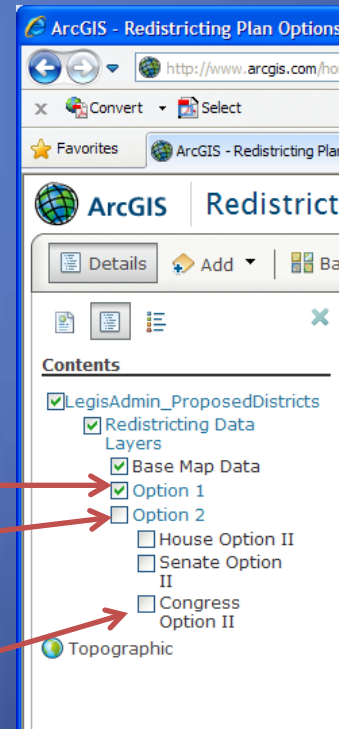 ArcGIS - Redistricting Plan Options
http://www.arcgis.com/ho
x Convert Select
Favorites ArcGIS - Redistricting Plan
ArcGIS Redistrict
Details Add Ba
Contents
LegisAdmin_ProposedDistricts
Redistricting Data
Layers
Base Map Data
Option 1
Option 2
House Option II
Senate Option
II
Congress
Option II
Topographic